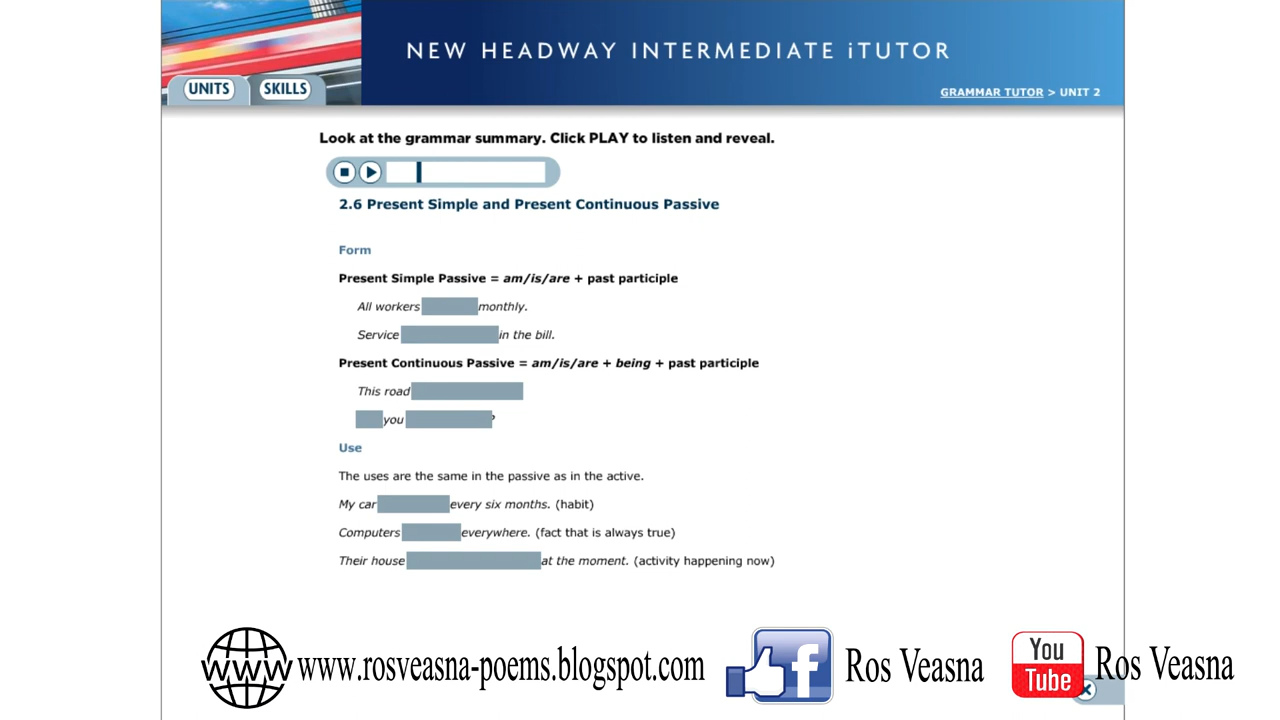 NEW HEADWAY INTERMEDIATE iTUTOR
UNITS SKILLS
GRAMMAR TUTOR > UNIT 2
Look at the grammar summary. Click PLAY to listen and reveal.
2.6 Present Simple and Present Continuous Passive
Form
Present Simple Passive = am/is/are + past participle
All workers monthly.
Service in the bill.
Present Continuous Passive = am/is/are + being + past participle
This road
you ?
Use
The uses are the same in the passive as in the active.
My car every six months. (habit)
Computers everywhere. (fact that is always true)
Their house at the moment. (activity happening now)
WWW www.rosveasna-poems.blogspot.com f Ros Veasna You Tube Ros Veasna